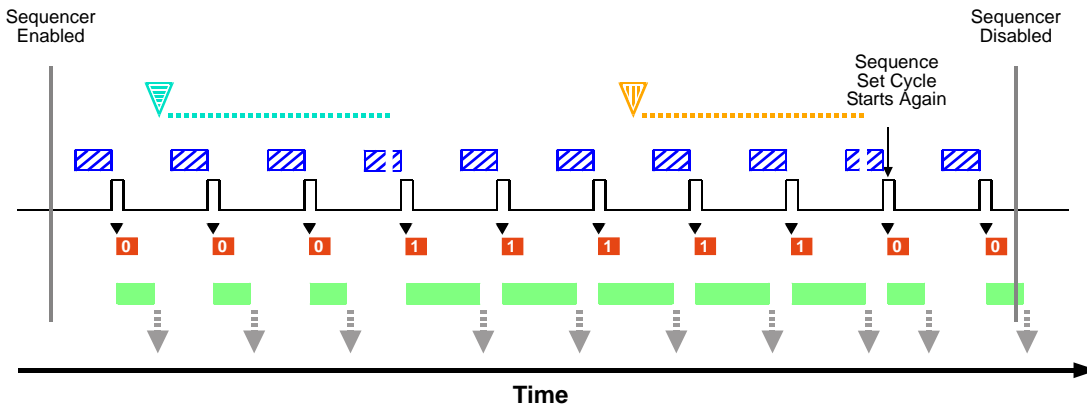 Sequencer
Enabled
Sequencer
Disabled
Sequence
Set Cycle
Starts Again
0 0 0 1 1 1 1 1 0 0
Time